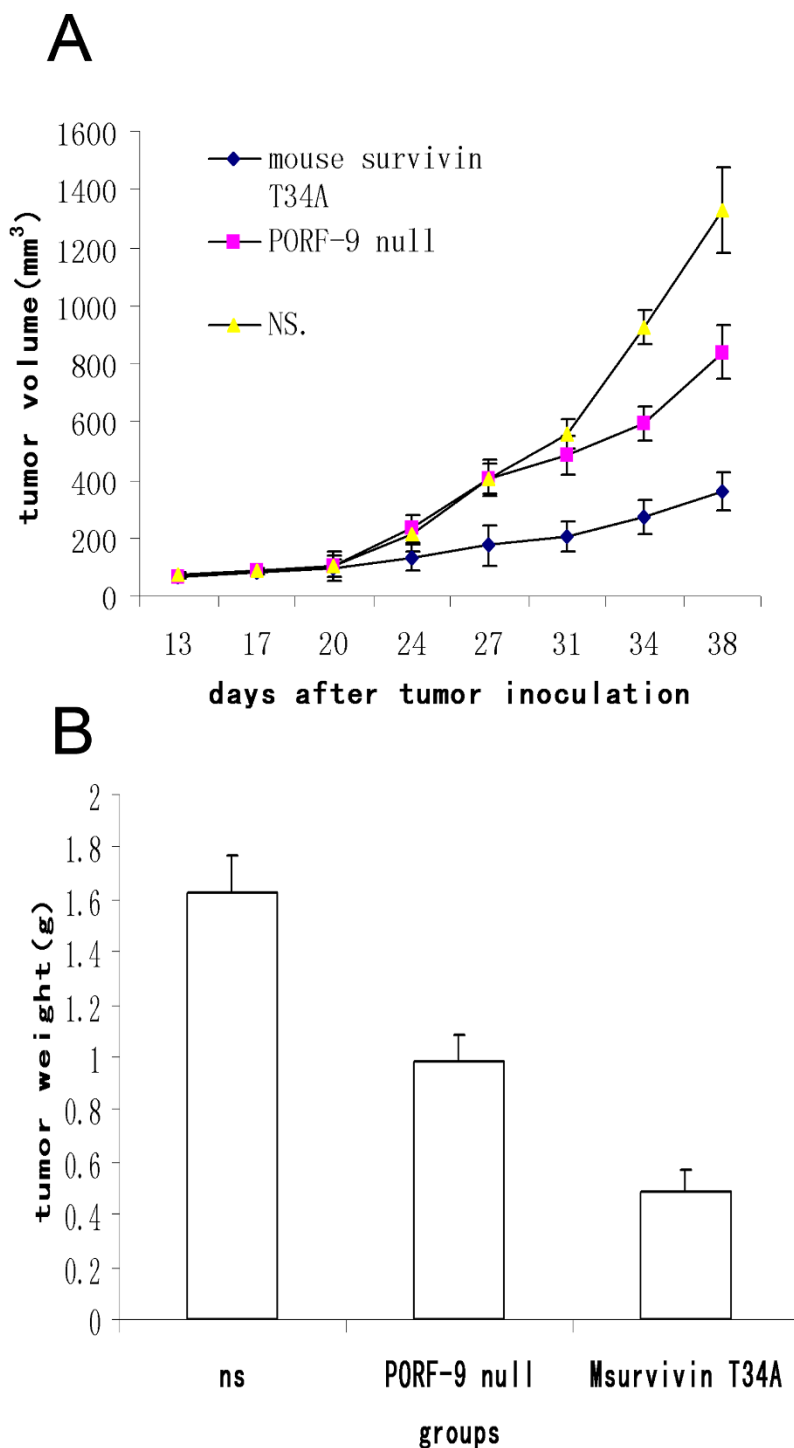 A
1600
1400
1200
1000
800
600
400
200
0
tumor volume(mm³)
mouse survivin
T34A
PORF-9 null
NS.
13 17 20 24 27 31 34 38
days after tumor inoculation
B
2
1.8
1.6
1.4
1.2
1
0.8
0.6
0.4
0.2
0
tumor weight(g)
ns PORF-9 null Msurvivin T34A
groups